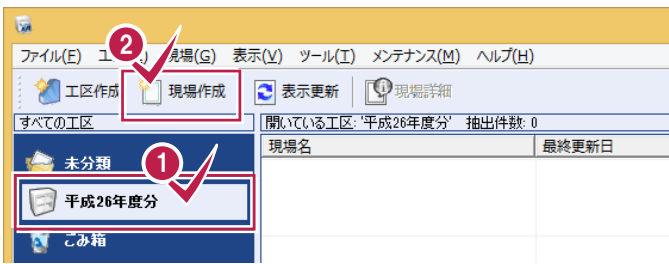 ファイル(F) 現場(G) 表示(V) ツール(T) メンテナンス(M) ヘルプ(H)
2
工区作成 現場作成 表示更新 現場詳細
すべての工区 開いている工区: '平成26年度分' 抽出件数: 0
現場名 最終更新日
未分類
1
平成26年度分
ごみ箱